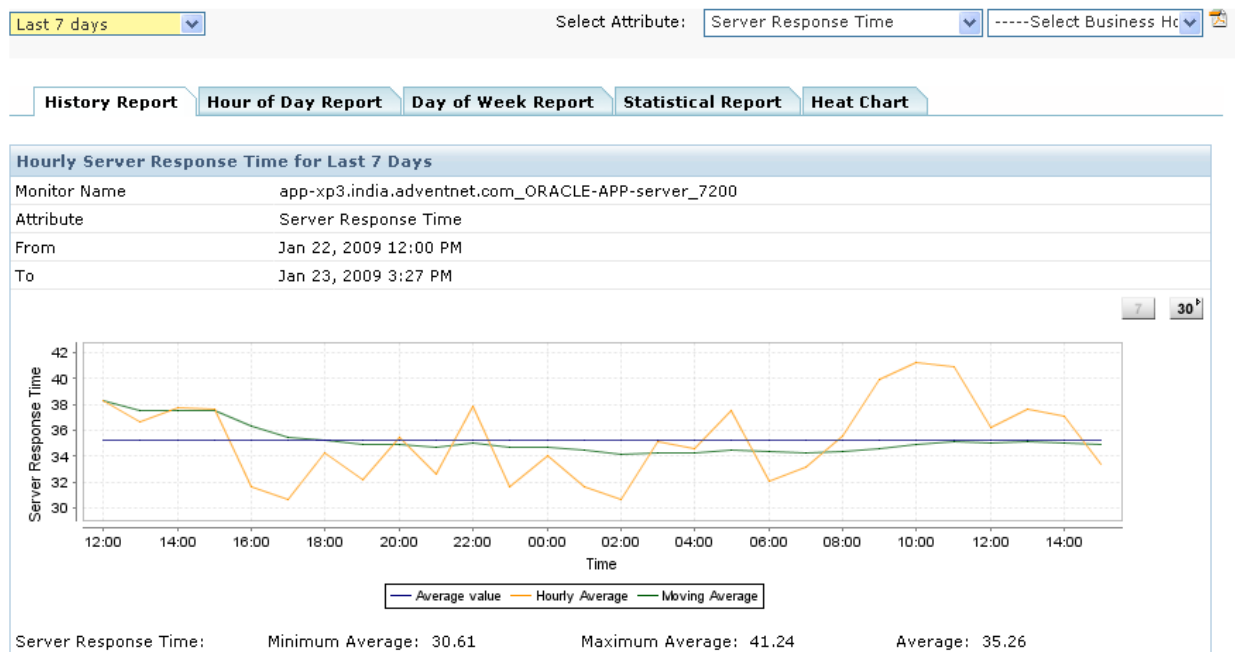 Last 7 days Select Attribute: Server Response Time -----Select Business Hc
History Report Hour of Day Report Day of Week Report Statistical Report Heat Chart
Hourly Server Response Time for Last 7 Days
Monitor Name app-xp3.india.adventnet.com_ORACLE-APP-server_7200
Attribute Server Response Time
From Jan 22, 2009 12:00 PM
To Jan 23, 2009 3:27 PM
7 30
Server Response Time
42
40
38
36
34
32
30
12:00 14:00 16:00 18:00 20:00 22:00 00:00 02:00 04:00 06:00 08:00 10:00 12:00 14:00
Time
Average value Hourly Average Moving Average
Server Response Time: Minimum Average: 30.61 Maximum Average: 41.24 Average: 35.26